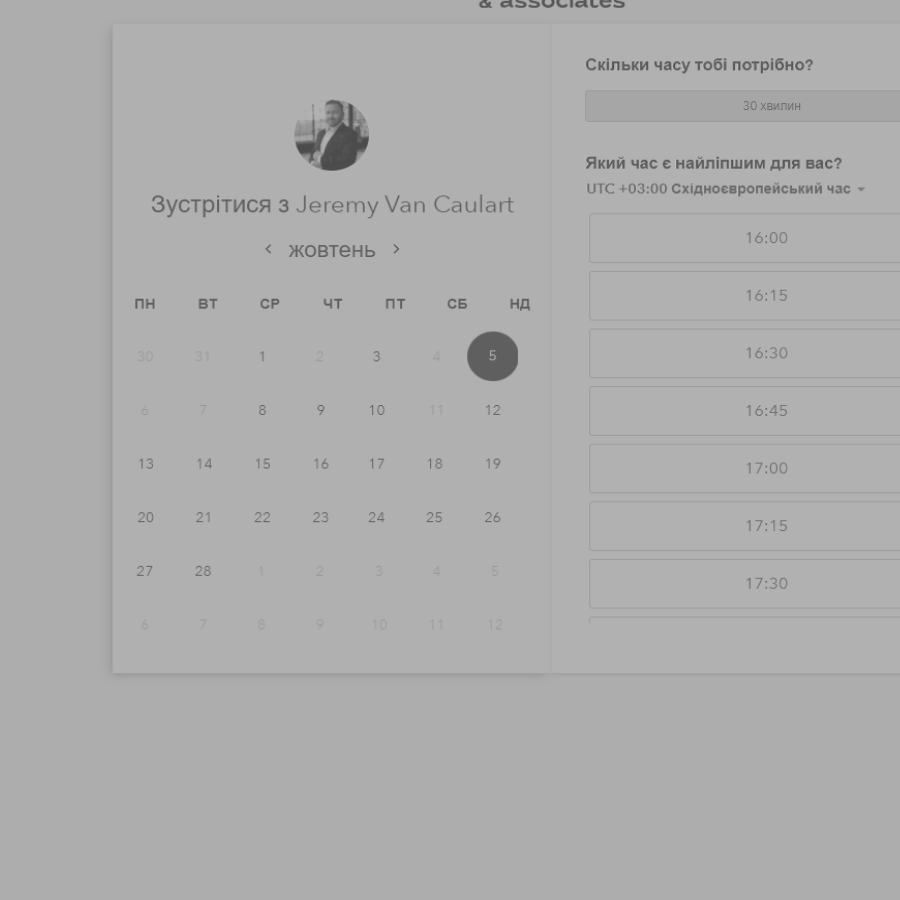 & associates
Зустрітися з Jeremy Van Caulart
жовтень
ПН ВТ СР ЧТ ПТ СБ НД
30 31 1 2 3 4 5
6 7 8 9 10 11 12
13 14 15 16 17 18 19
20 21 22 23 24 25 26
27 28 1 2 3 4 5
6 7 8 9 10 11 12
Скільки часу тобі потрібно?
30 хвилин
Який час є найліпшим для вас?
UTC +03:00 Східноєвропейський час
16:00
16:15
16:30
16:45
17:00
17:15
17:30